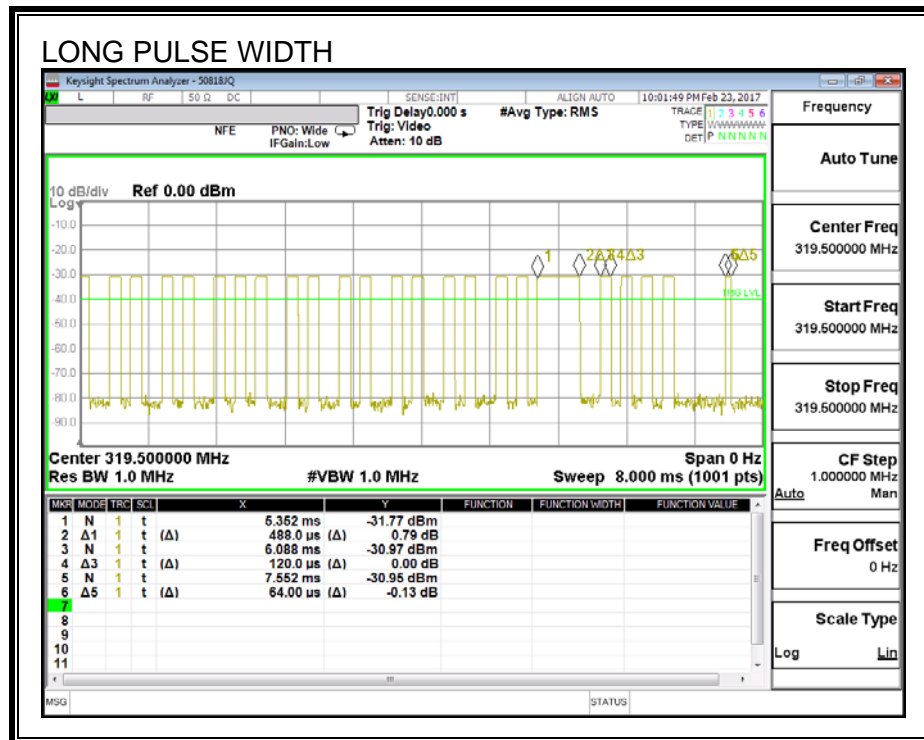 LONG PULSE WIDTH
Keysight Spectrum Analyzer - 50818JQ
LXI L RF 50 Ω DC SENSE:INT ALIGN AUTO 10:01:49 PM Feb 23, 2017
NFE PNO: Wide Trig Delay0.000 s #Avg Type: RMS TRACE 1 2 3 4 5 6
IFGain:Low Trig: Video TYPE WWWWWW
Atten: 10 dB DET P N N N N N
10 dB/div Ref 0.00 dBm
Log
-10.0
-20.0
-30.0
-40.0
-50.0
-60.0
-70.0
-80.0
-90.0
1 4Δ3 Δ5
TRIG LVL
Center 319.500000 MHz Span 0 Hz
Res BW 1.0 MHz #VBW 1.0 MHz Sweep 8.000 ms (1001 pts)
MKR MODE TRC SCL X Y FUNCTION FUNCTION WIDTH FUNCTION VALUE
1 N 1 t 5.352 ms -31.77 dBm
2 Δ1 1 t (Δ) 488.0 µs (Δ) 0.79 dB
3 N 1 t 6.088 ms -30.97 dBm
4 Δ3 1 t (Δ) 120.0 µs (Δ) 0.00 dB
5 N 1 t 7.552 ms -30.95 dBm
6 Δ5 1 t (Δ) 64.00 µs (Δ) -0.13 dB
7
8
9
10
11
MSG STATUS
Frequency
Auto Tune
Center Freq
319.500000 MHz
Start Freq
319.500000 MHz
Stop Freq
319.500000 MHz
CF Step
1.000000 MHz
Auto Man
Freq Offset
0 Hz
Scale Type
Log Lin